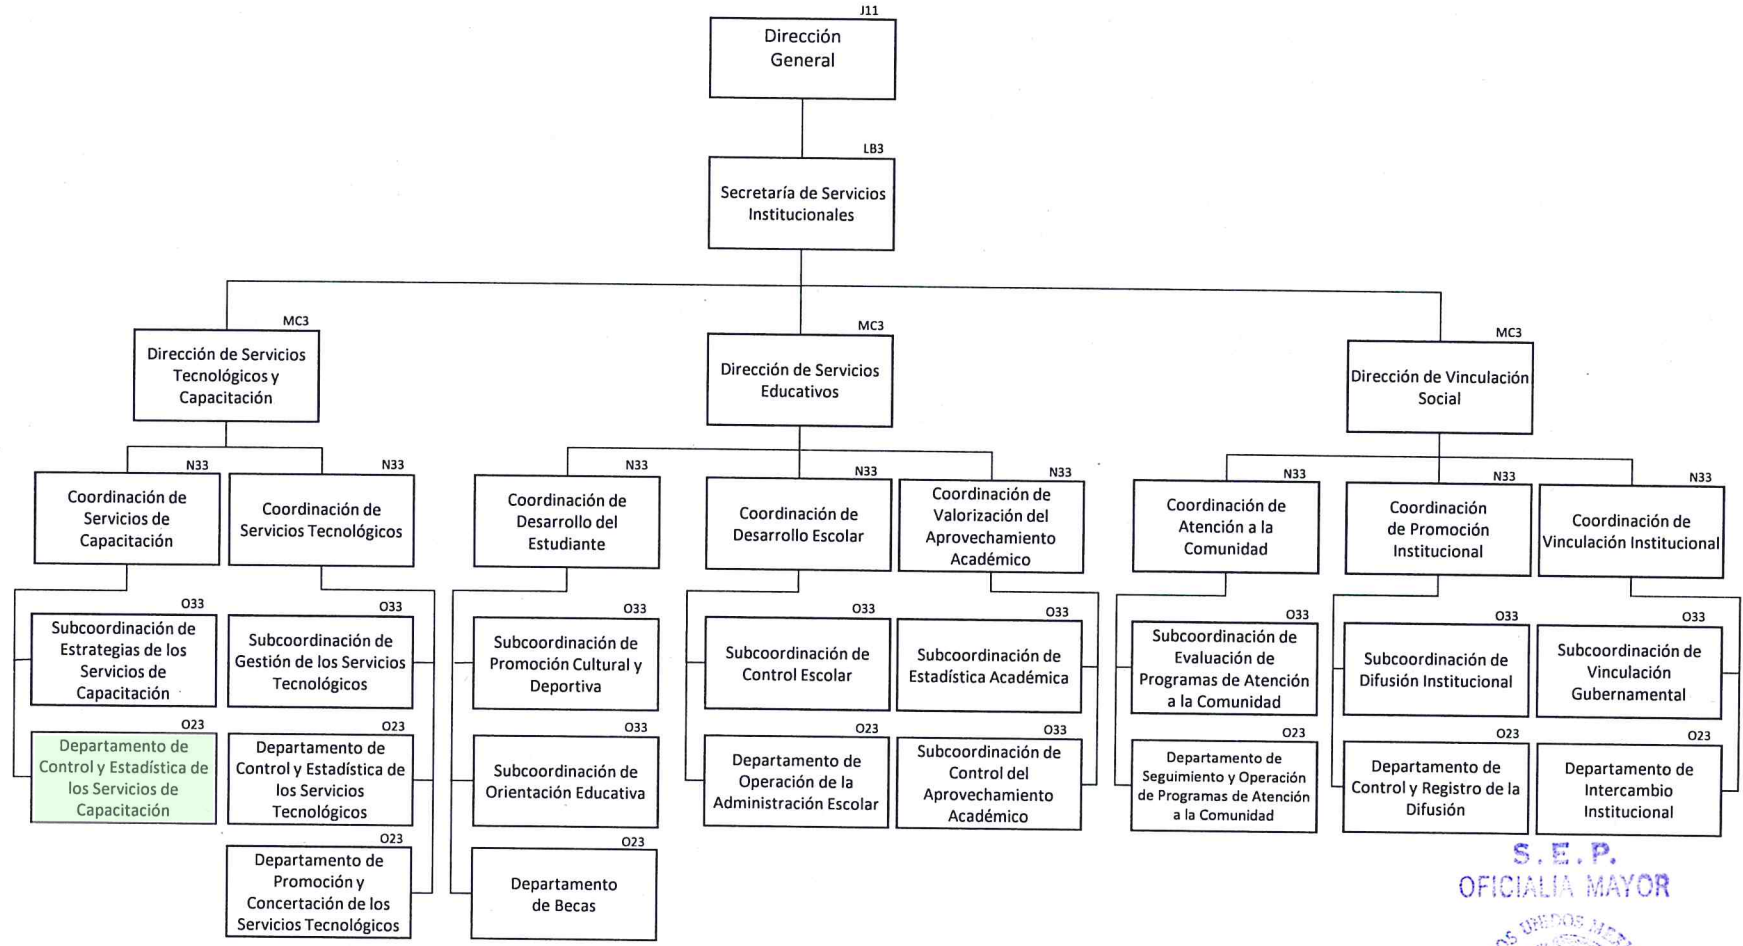 J11
Dirección
General
LB3
Secretaría de Servicios
Institucionales
MC3
Dirección de Servicios
Tecnológicos y
Capacitación
MC3
Dirección de Servicios
Educativos
MC3
Dirección de Vinculación
Social
N33
Coordinación de
Servicios de
Capacitación
N33
Coordinación de
Servicios Tecnológicos
N33
Coordinación de
Desarrollo del
Estudiante
N33
Coordinación de
Desarrollo Escolar
N33
Coordinación de
Valorización del
Aprovechamiento
Académico
N33
Coordinación de
Atención a la
Comunidad
N33
Coordinación
de Promoción
Institucional
N33
Coordinación de
Vinculación Institucional
O33
Subcoordinación de
Estrategias de los
Servicios de
Capacitación
O33
Subcoordinación de
Gestión de los Servicios
Tecnológicos
O33
Subcoordinación de
Promoción Cultural y
Deportiva
O33
Subcoordinación de
Control Escolar
O33
Subcoordinación de
Estadística Académica
O33
Subcoordinación de
Evaluación de
Programas de Atención
a la Comunidad
O33
Subcoordinación de
Difusión Institucional
O33
Subcoordinación de
Vinculación
Gubernamental
O23
Departamento de
Control y Estadística de
los Servicios de
Capacitación
O23
Departamento de
Control y Estadística de
los Servicios
Tecnológicos
O33
Subcoordinación de
Orientación Educativa
O23
Departamento de
Operación de la
Administración Escolar
O33
Subcoordinación de
Control del
Aprovechamiento
Académico
O23
Departamento de
Seguimiento y Operación
de Programas de Atención
a la Comunidad
O23
Departamento de
Control y Registro de la
Difusión
O23
Departamento de
Intercambio
Institucional
O23
Departamento de
Promoción y
Concertación de los
Servicios Tecnológicos
O23
Departamento
de Becas
S.E.P.
OFICIALIA MAYOR